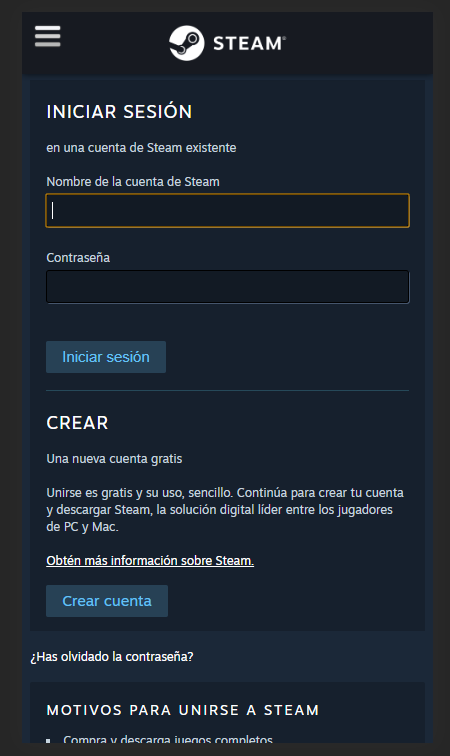 STEAM®
INICIAR SESIÓN
en una cuenta de Steam existente
Nombre de la cuenta de Steam
Contraseña
Iniciar sesión
CREAR
Una nueva cuenta gratis
Unirse es gratis y su uso, sencillo. Continúa para crear tu cuenta
y descargar Steam, la solución digital líder entre los jugadores
de PC y Mac.
Obtén más información sobre Steam.
Crear cuenta
¿Has olvidado la contraseña?
MOTIVOS PARA UNIRSE A STEAM
Compra y descarga juegos completos